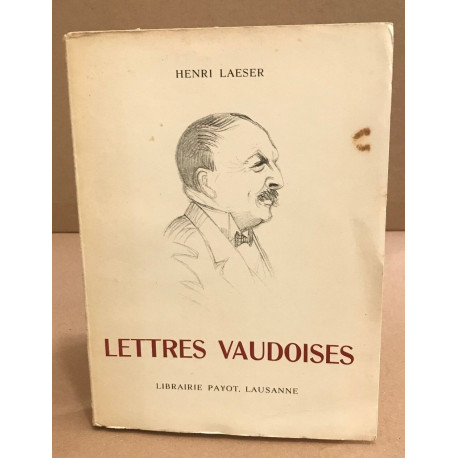 HENRI LAESER
LETTRES VAUDOISES
LIBRAIRIE PAYOT, LAUSANNE